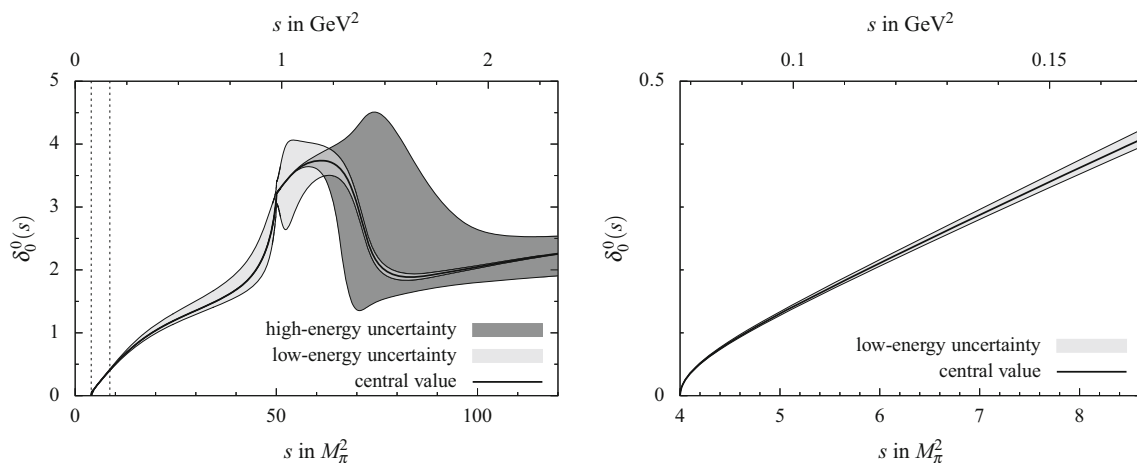 s in GeV²
0 1 2
5
4
3
2
1
0
δ₀⁰(s)
high-energy uncertainty
low-energy uncertainty
central value
0 50 100
s in M²π
s in GeV²
0.1 0.15
0.5
δ₀⁰(s)
low-energy uncertainty
central value
0
4 5 6 7 8
s in M²π